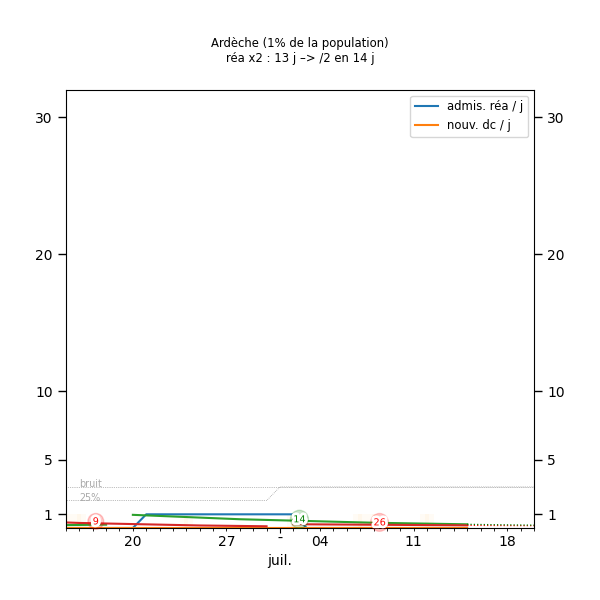 Ardèche (1% de la population)
réa x2 : 13 j –> /2 en 14 j
admis. réa / j
nouv. dc / j
30 30
20 20
10 10
5 5
bruit
25%
1 1
9 14 26
20 27 - 04 11 18
juil.